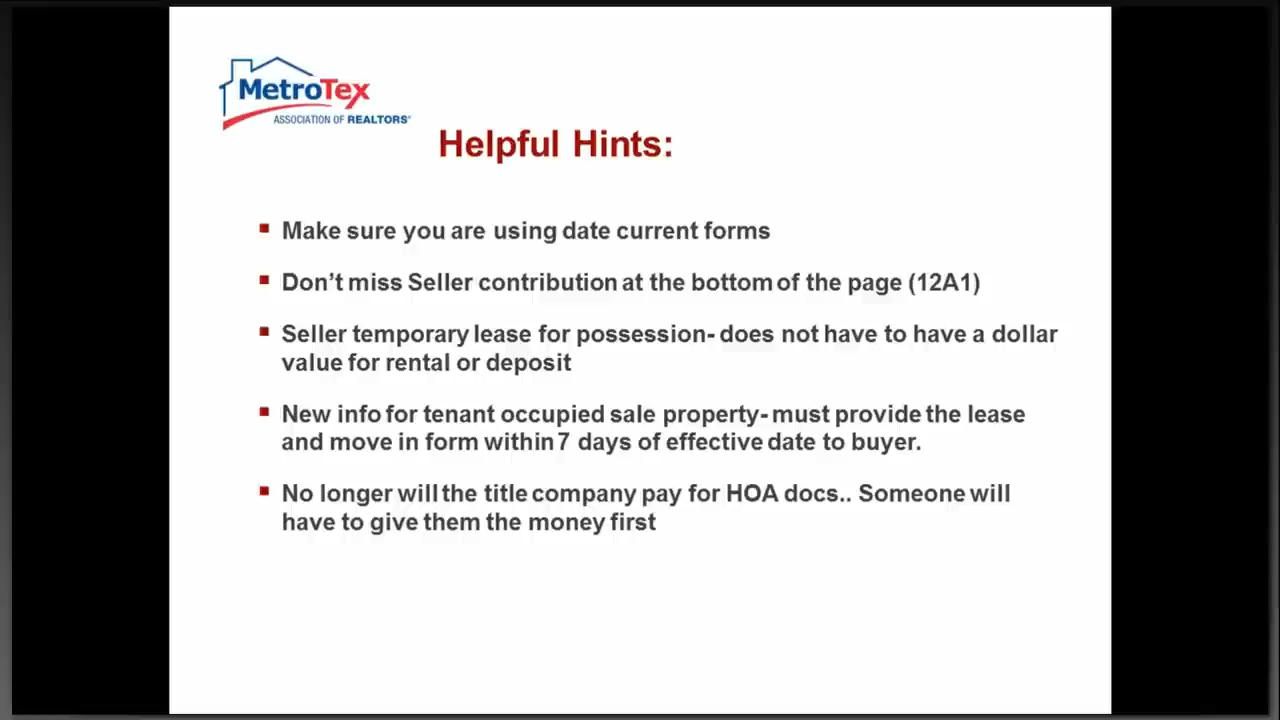 MetroTex
ASSOCIATION OF REALTORS®
Helpful Hints:
Make sure you are using date current forms
Don't miss Seller contribution at the bottom of the page (12A1)
Seller temporary lease for possession- does not have to have a dollar
value for rental or deposit
New info for tenant occupied sale property- must provide the lease
and move in form within 7 days of effective date to buyer.
No longer will the title company pay for HOA docs.. Someone will
have to give them the money first